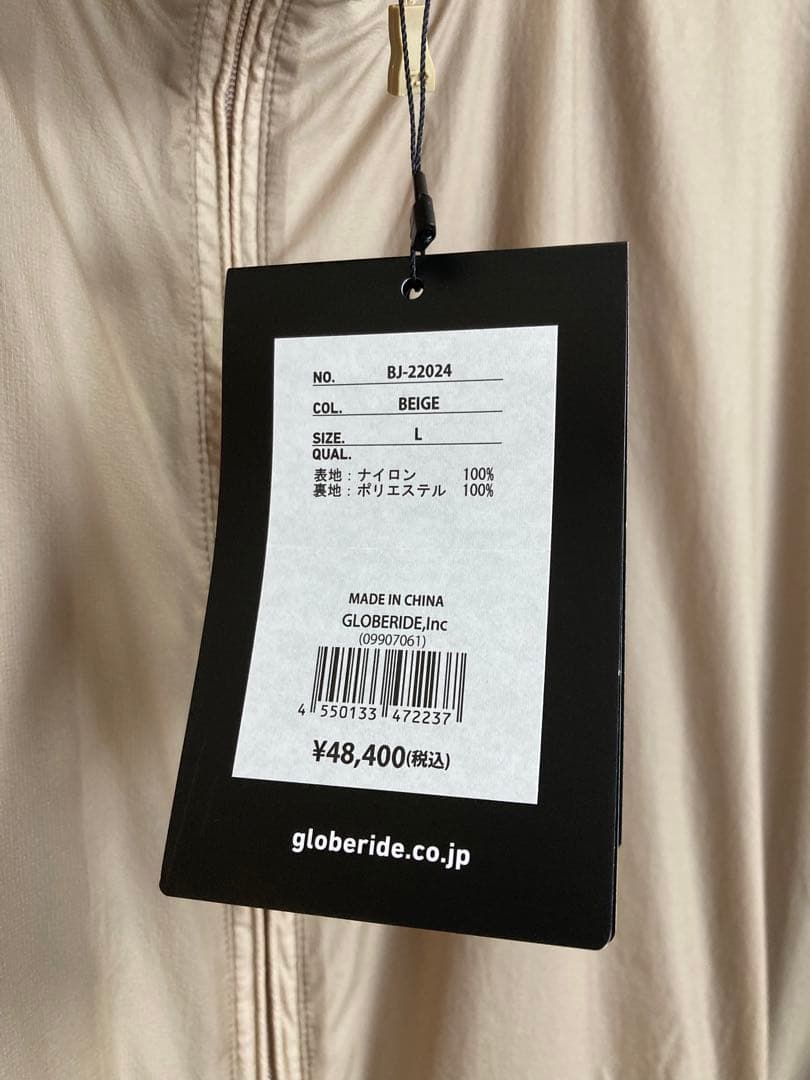 NO. BJ-22024
COL. BEIGE
SIZE. L
QUAL.
表地：ナイロン 100%
裏地：ポリエステル 100%
MADE IN CHINA
GLOBERIDE,Inc
(09907061)
4 550133 472237
¥48,400(税込)
globeride.co.jp